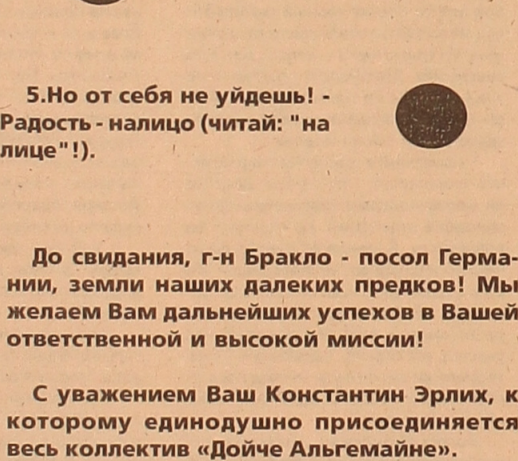 5.Но от себя не уйдешь! -
Радость - налицо (читай: "на
лице"!).
До свидания, г-н Бракло - посол Герма-
нии, земли наших далеких предков! Мы
желаем Вам дальнейших успехов в Вашей
ответственной и высокой миссии!
С уважением Ваш Константин Эрлих, к
которому единодушно присоединяется
весь коллектив «Дойче Альгемайне».